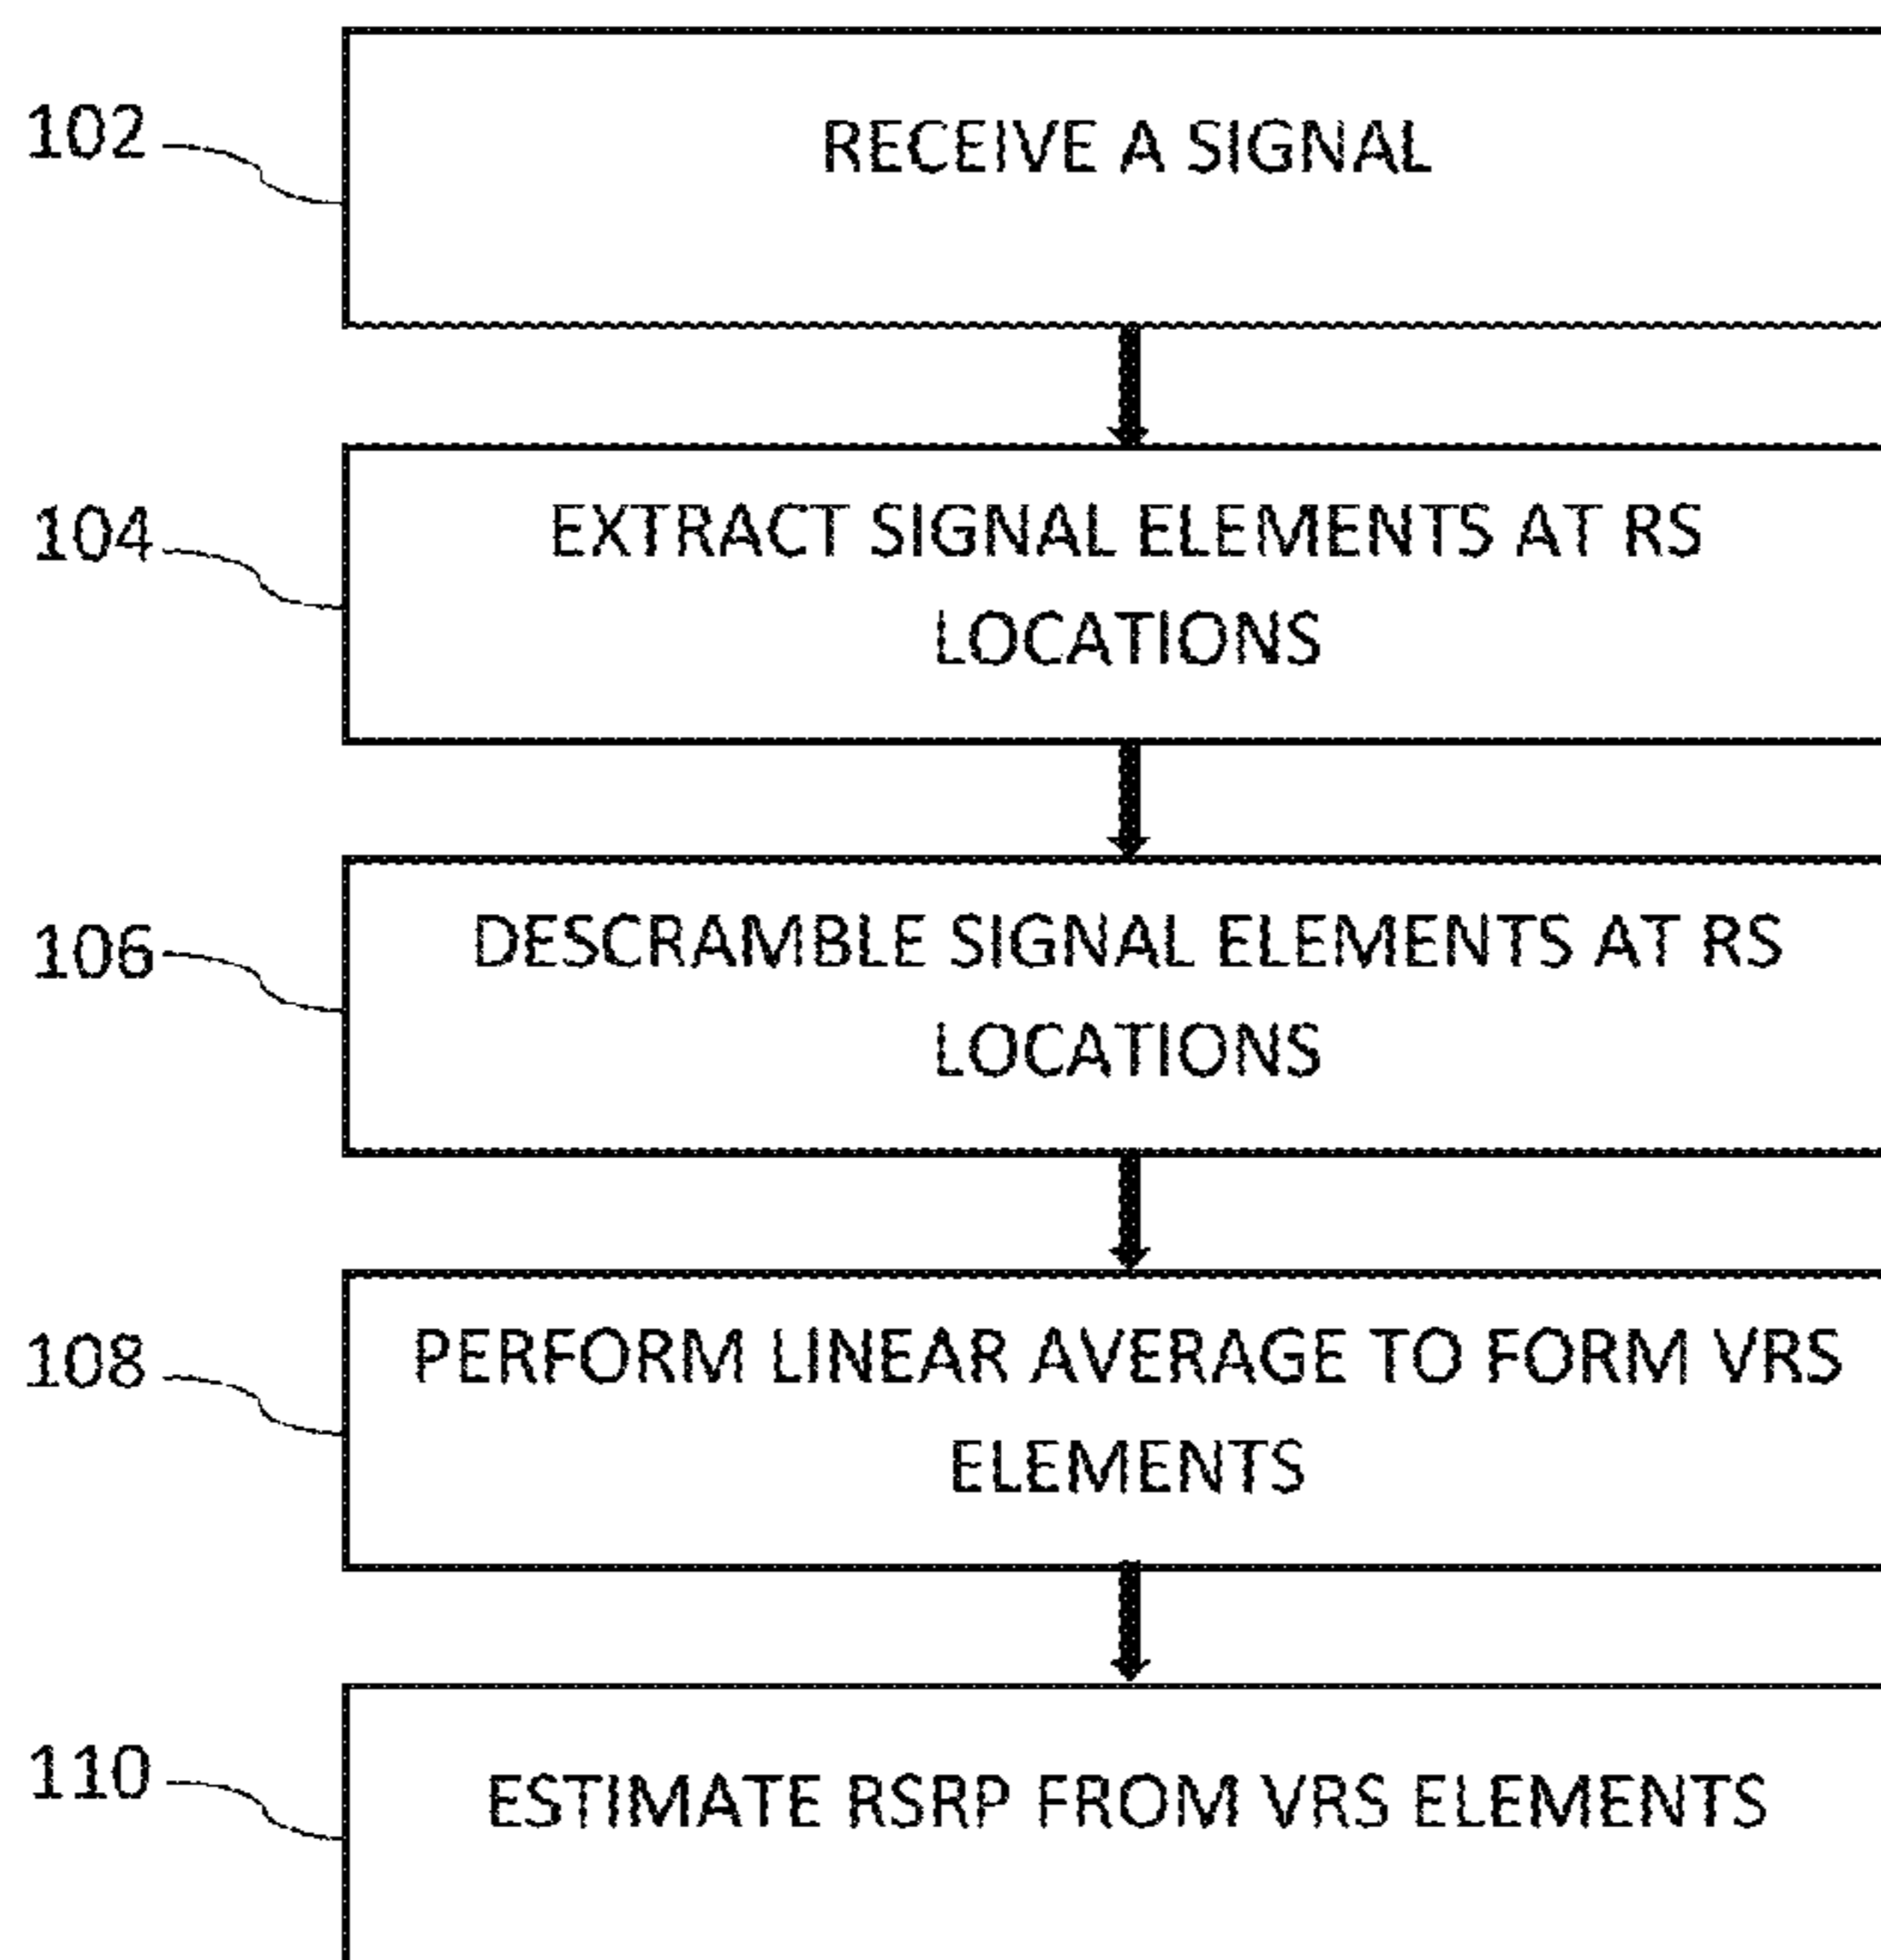 102
RECEIVE A SIGNAL
104
EXTRACT SIGNAL ELEMENTS AT RS
LOCATIONS
106
DESCRAMBLE SIGNAL ELEMENTS AT RS
LOCATIONS
108
PERFORM LINEAR AVERAGE TO FORM VRS
ELEMENTS
110
ESTIMATE RSRP FROM VRS ELEMENTS